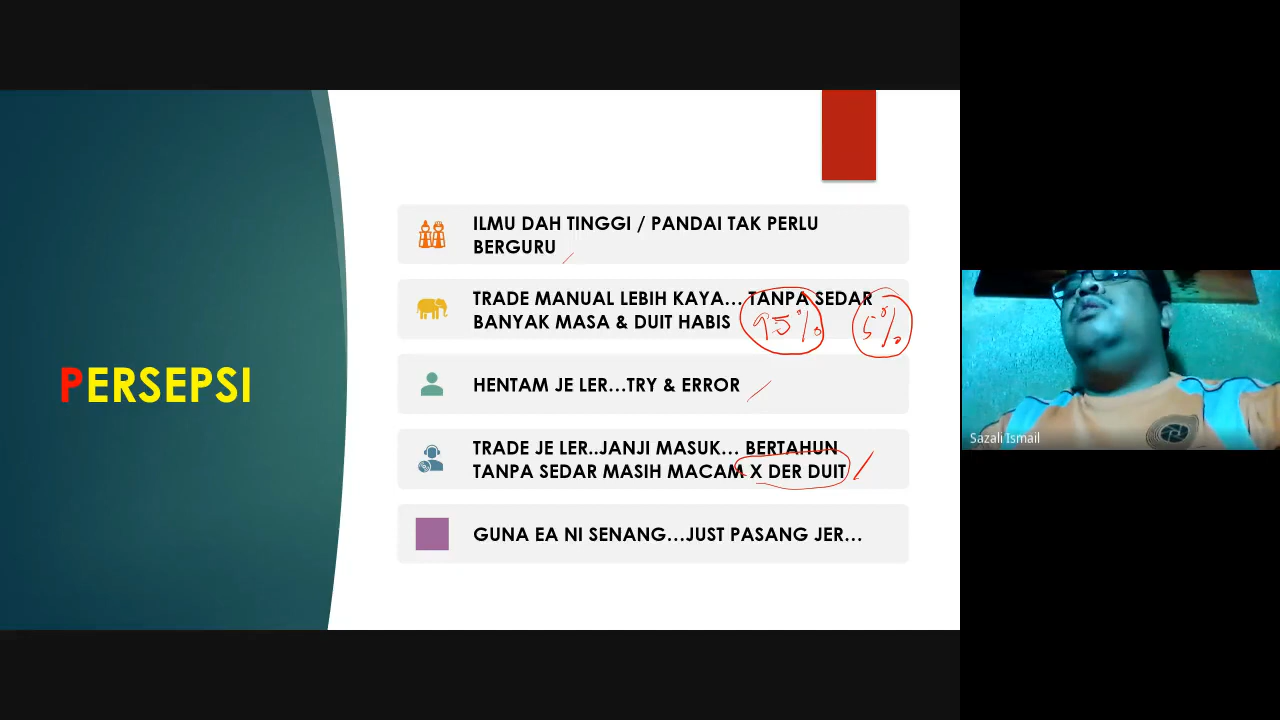 PERSEPSI
ILMU DAH TINGGI / PANDAI TAK PERLU
BERGURU
TRADE MANUAL LEBIH KAYA... TANPA SEDAR
BANYAK MASA & DUIT HABIS
95% 5%
HENTAM JE LER...TRY & ERROR
TRADE JE LER..JANJI MASUK... BERTAHUN
TANPA SEDAR MASIH MACAM X DER DUIT
GUNA EA NI SENANG...JUST PASANG JER...
Sazali Ismail